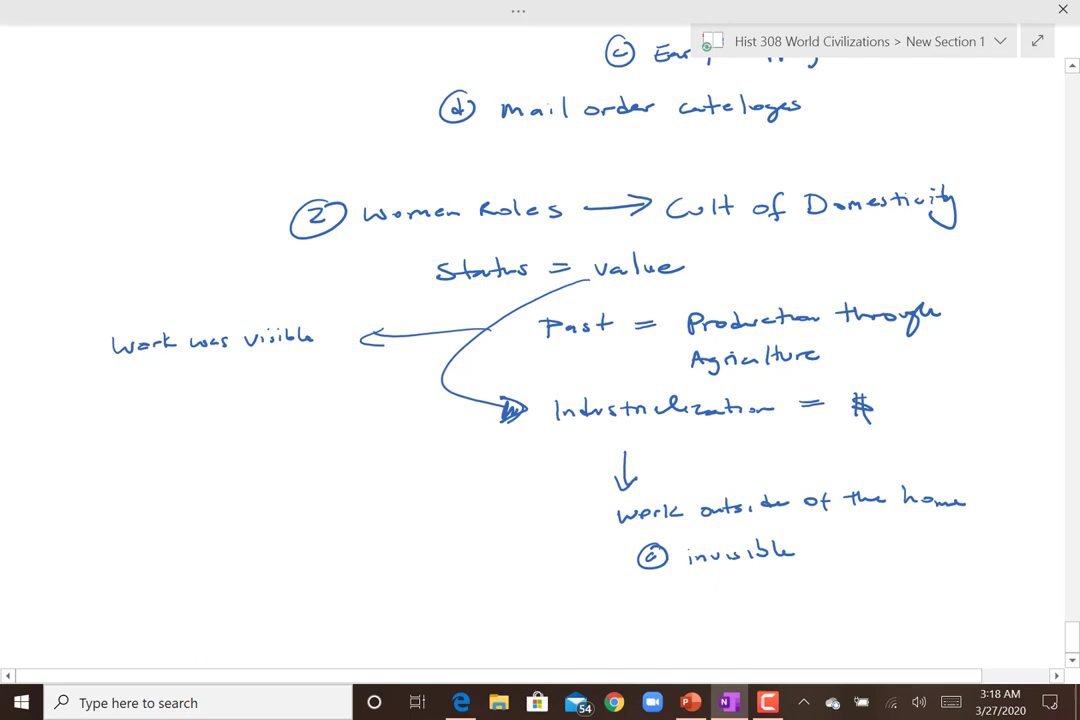 Hist 308 World Civilizations > New Section 1
ⓒ
ⓓ Mail order cateloges
② Women Roles → Cult of Domesticity
Status = value
Past = Production through
Agriculture
Work was visible
Industrialization = $
↓
work outside of the home
ⓐ invisible
Type here to search
54
3:18 AM
3/27/2020